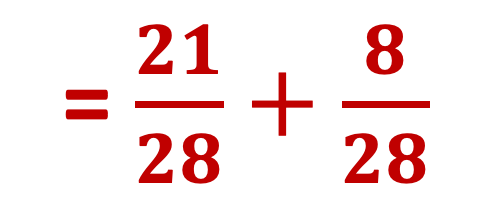 = 21/28 + 8/28